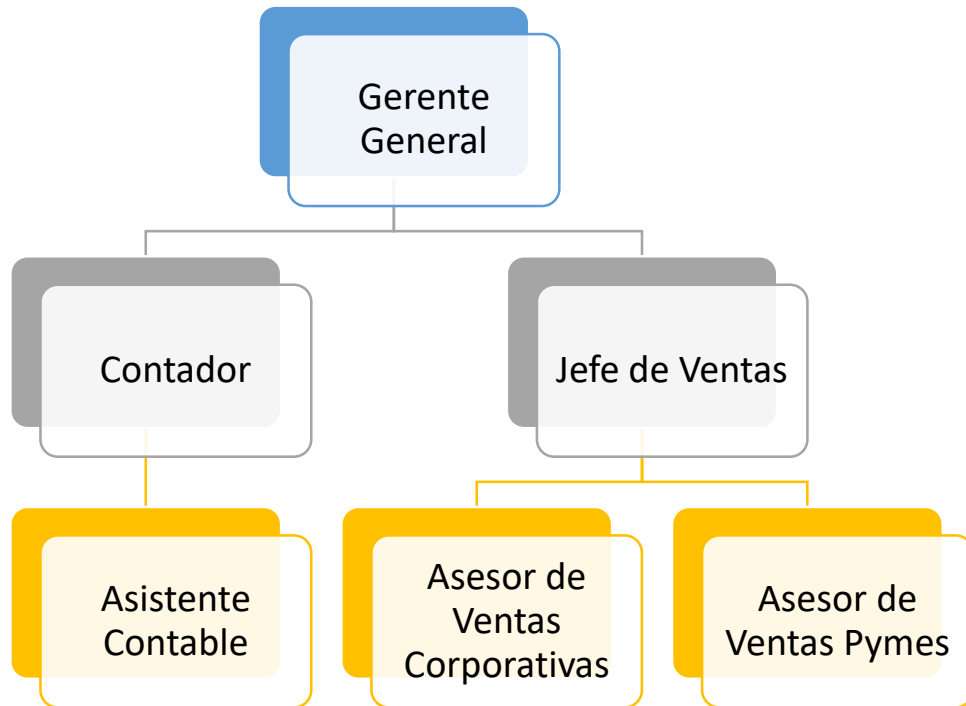 Gerente
General
Contador
Jefe de Ventas
Asistente
Contable
Asesor de
Ventas
Corporativas
Asesor de
Ventas Pymes